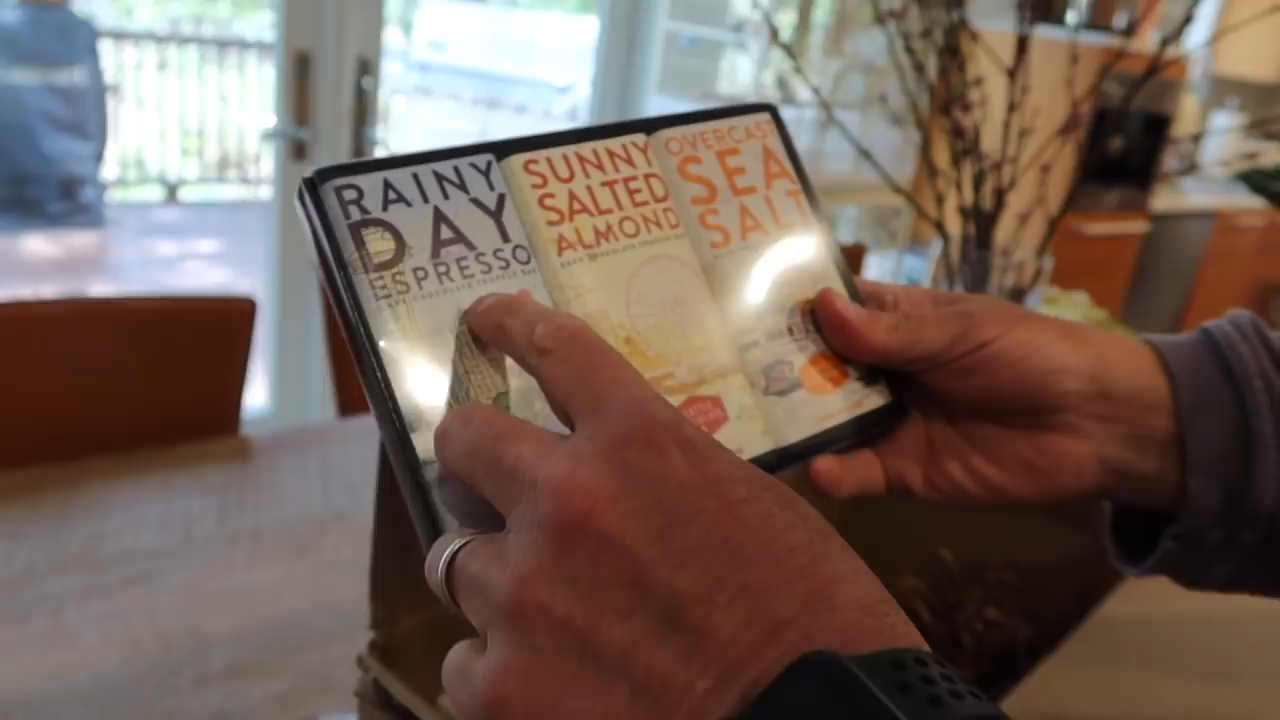 RAINY
DAY
ESPRESSO
SUNNY
SALTED
ALMOND
OVERCAST
SEA
SALT